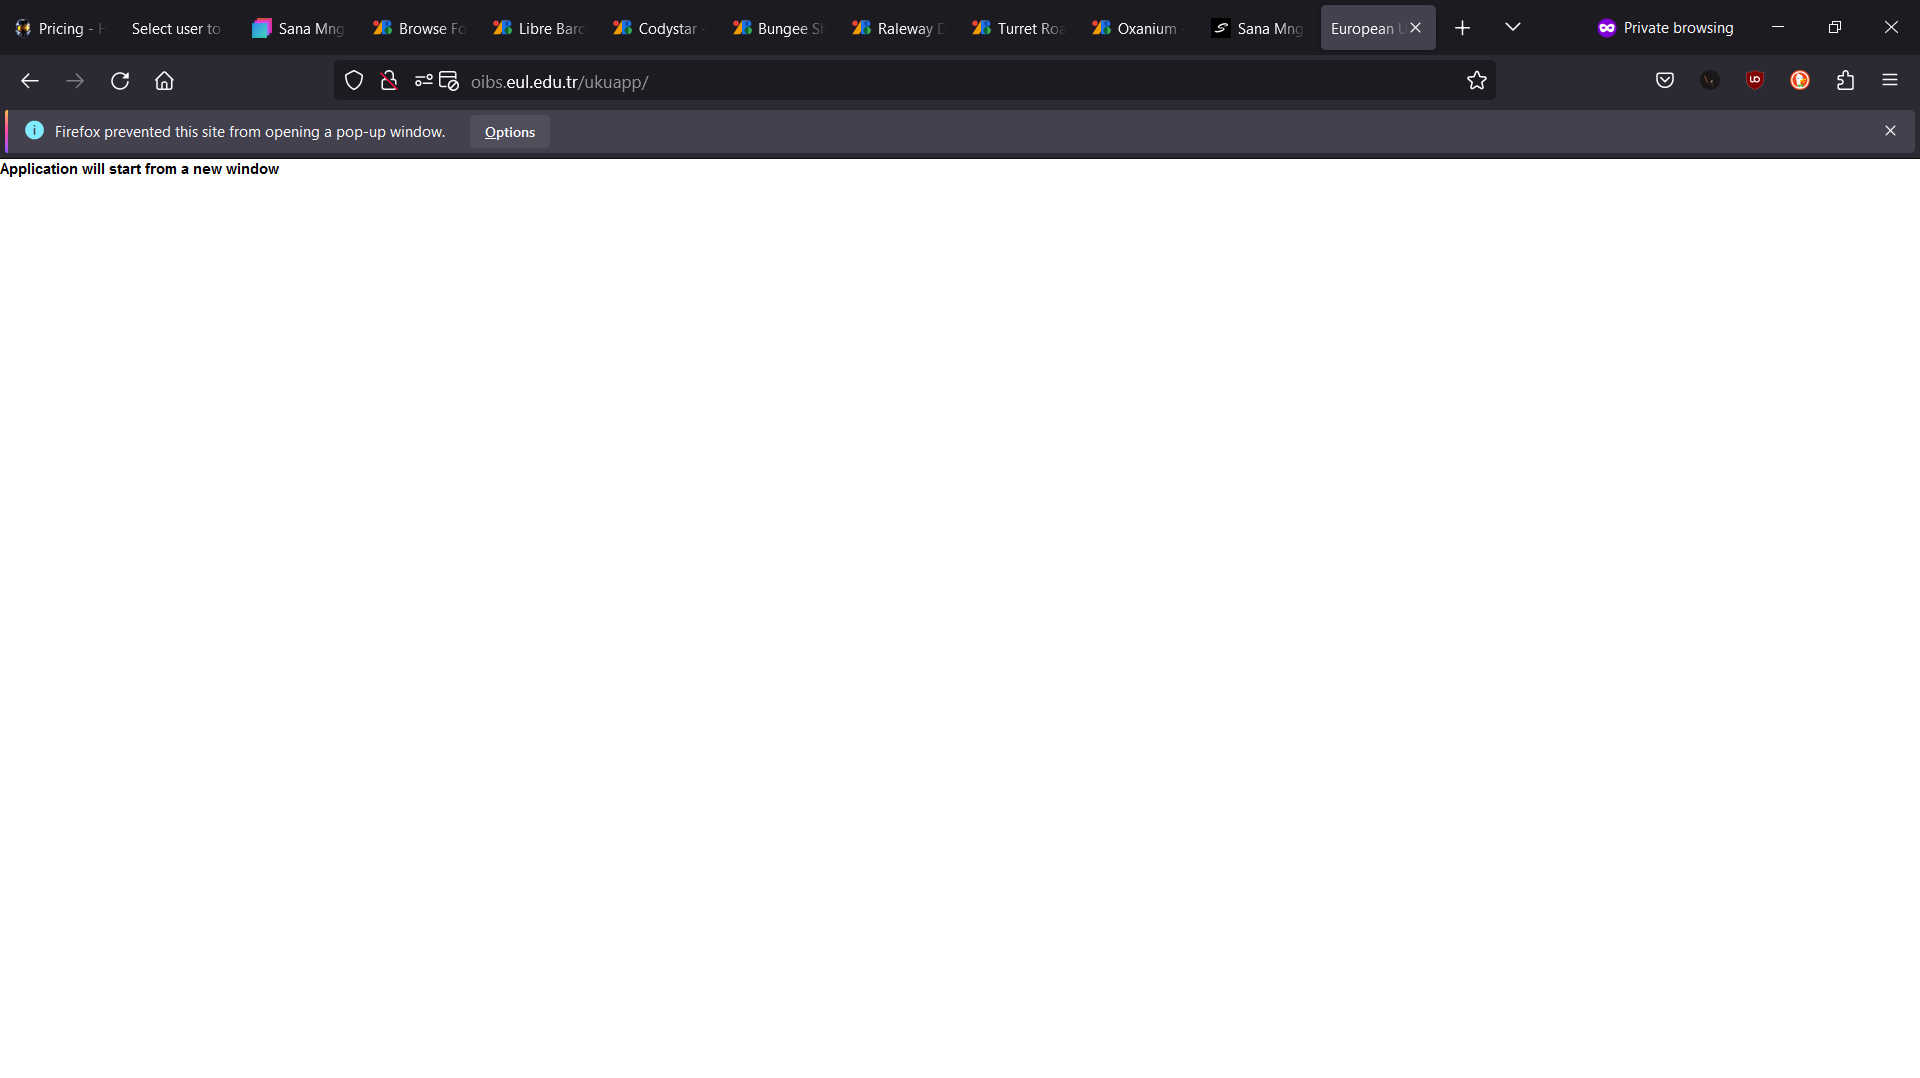 Pricing - H
Select user to
Sana Mng
Browse Fo
Libre Barc
Codystar -
Bungee Sh
Raleway D
Turret Roa
Oxanium -
Sana Mng
European U
Private browsing
oibs.eul.edu.tr/ukuapp/
Firefox prevented this site from opening a pop-up window.
Options
Application will start from a new window